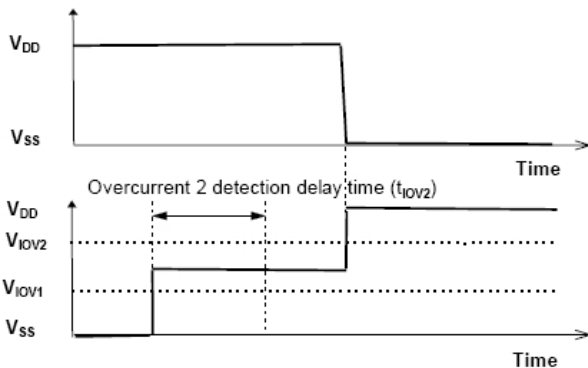 VDD
VSS
Time
Overcurrent 2 detection delay time (tIOV2)
VDD
VIOV2
VIOV1
VSS
Time